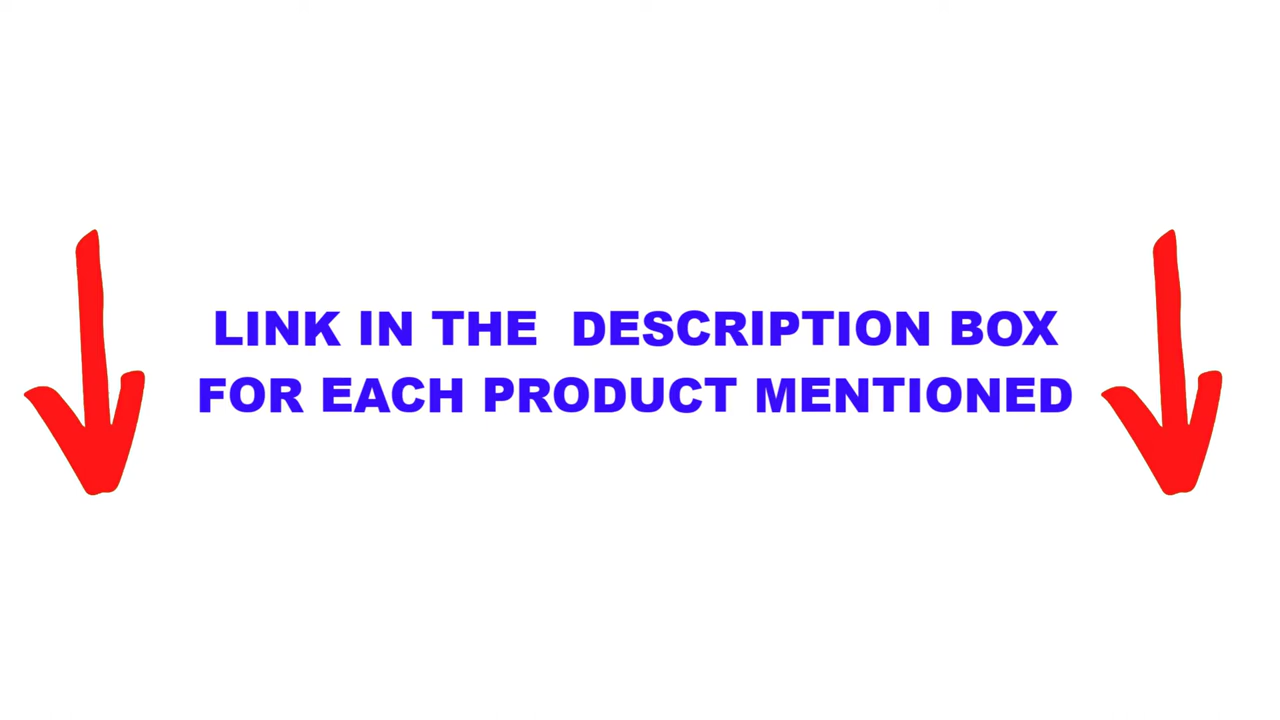 LINK IN THE  DESCRIPTION BOX
FOR EACH PRODUCT MENTIONED